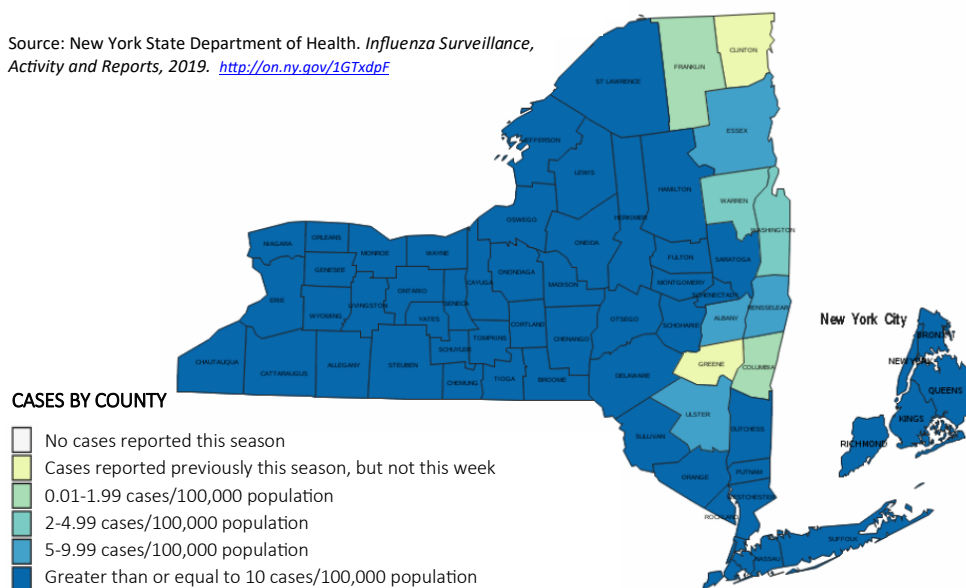 Source: New York State Department of Health. Influenza Surveillance,
Activity and Reports, 2019. http://on.ny.gov/1GTxdpF
CLINTON
FRANKLIN
ST LAWRENCE
ESSEX
JEFFERSON
LEWIS
HAMILTON
WARREN
OSWEGO
HERKIMER
WASHINGTON
ONEIDA
NIAGARA
ORLEANS
MONROE
WAYNE
FULTON
SARATOGA
GENESEE
ONONDAGA
CAYUGA
MADISON
MONTGOMERY
ONTARIO
SCHENECTADY
ERIE
WYOMING
LIVINGSTON
SENECA
YATES
CORTLAND
OTSEGO
SCHOHARIE
ALBANY
RENSSELEAR
New York City
BRONX
TOMPKINS
CHENANGO
SCHUYLER
CHAUTAUQUA
CATTARAUGUS
ALLEGANY
STEUBEN
CHEMUNG
TIOGA
BROOME
DELAWARE
GREENE
COLUMBIA
NEW YORK
QUEENS
KINGS
RICHMOND
CASES BY COUNTY
ULSTER
SULLIVAN
DUTCHESS
No cases reported this season
Cases reported previously this season, but not this week
ORANGE
PUTNAM
0.01-1.99 cases/100,000 population
WESTCHESTER
ROCKLAND
2-4.99 cases/100,000 population
SUFFOLK
5-9.99 cases/100,000 population
NASSAU
Greater than or equal to 10 cases/100,000 population